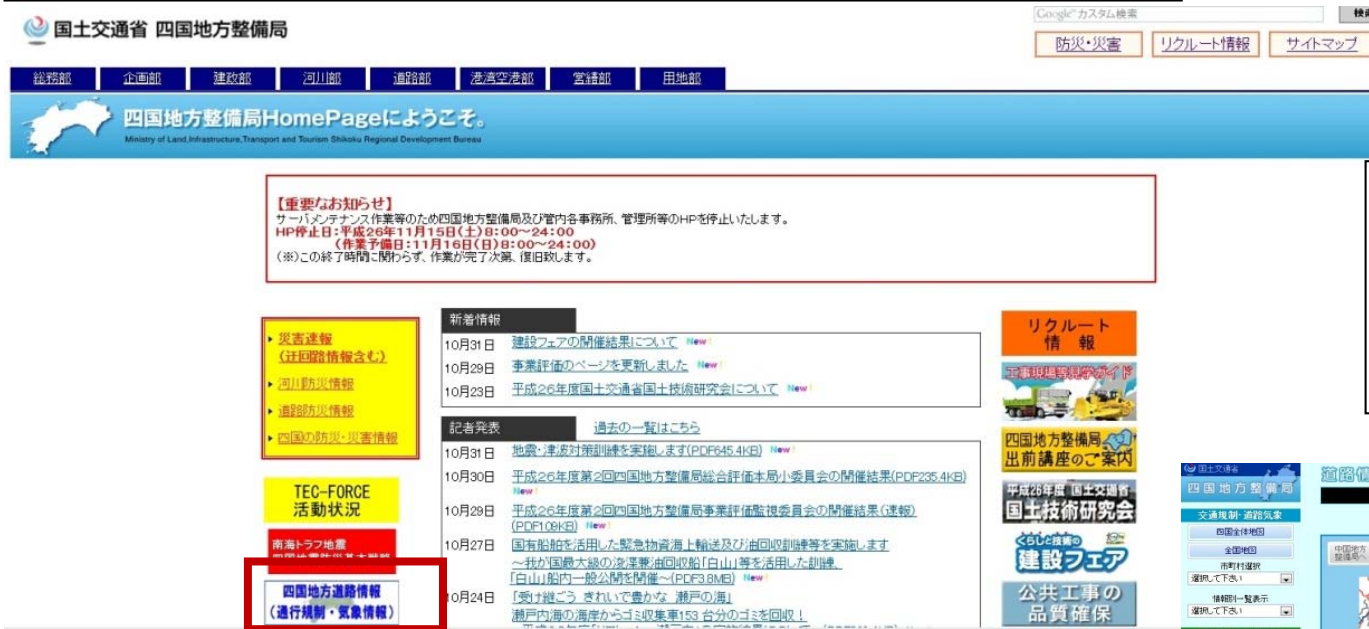 国土交通省 四国地方整備局
Google カスタム検索
防災・災害
リクルート情報
サイトマップ
総務部
企画部
建政部
河川部
道路部
港湾空港部
営繕部
用地部
四国地方整備局HomePageにようこそ。
Ministry of Land,Infrastructure,Transport and Tourism Shikoku Regional Development Bureau
【重要なお知らせ】
サーバメンテナンス作業等のため四国地方整備局及び管内各事務所、管理所等のHPを停止いたします。
HP停止日：平成26年11月15日(土)8：00～24：00
(作業予備日：11月16日(日)8：00～24：00)
(※)この終了時間に関わらず、作業が完了次第、復旧致します。
災害速報
(迂回路情報含む)
河川防災情報
道路防災情報
四国の防災・災害情報
TEC-FORCE
活動状況
南海トラフ地震
四国地方道路情報
(通行規制・気象情報)
新着情報
10月31日 建設フェアの開催結果について New!
10月29日 事業評価のページを更新しました New!
10月23日 平成26年度国土交通省国土技術研究会について New!
記者発表 過去の一覧はこちら
10月31日 地震・津波対策訓練を実施します(PDF645.4KB) New!
10月30日 平成26年度第2回四国地方整備局総合評価本局小委員会の開催結果(PDF235.4KB)
New!
10月29日 平成26年度第2回四国地方整備局事業評価監視委員会の開催結果(速報)
(PDF109KB) New!
10月27日 国有船舶を活用した緊急物資海上輸送及び油回収訓練等を実施します
～我が国最大級の浚渫兼油回収船「白山」等を活用した訓練、
「白山」船内一般公開を開催～(PDF3.8MB) New!
10月24日 「受け継ごう きれいで豊かな 瀬戸の海」
瀬戸内海の海岸からゴミ収集車153台分のゴミを回収！
リクルート
情 報
工事現場等見学ガイド
四国地方整備局
出前講座のご案内
平成26年度 国土交通省
国土技術研究会
くらしと技術の
建設フェア
公共工事の
品質確保
国土交通省
四国地方整備局
交通規制・道路気象
四国全体地図
全国地図
市町村選択
選択して下さい
情報別一覧表示
選択して下さい
中国地方
整備局へ